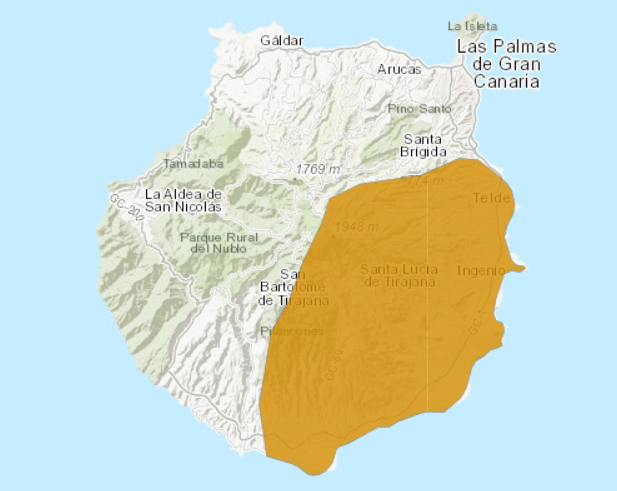 La Isleta
Gáldar
Las Palmas
de Gran
Canaria
Arucas
Pino Santo
Santa
Brígida
Tamadaba
1769 m
La Aldea de
San Nicolás
GC-200
Telde
1948 m
Parque Rural
del Nublo
San
Bartolomé
de Tirajana
Santa Lucía
de Tirajana
Ingenio
Pilancones
GC-1